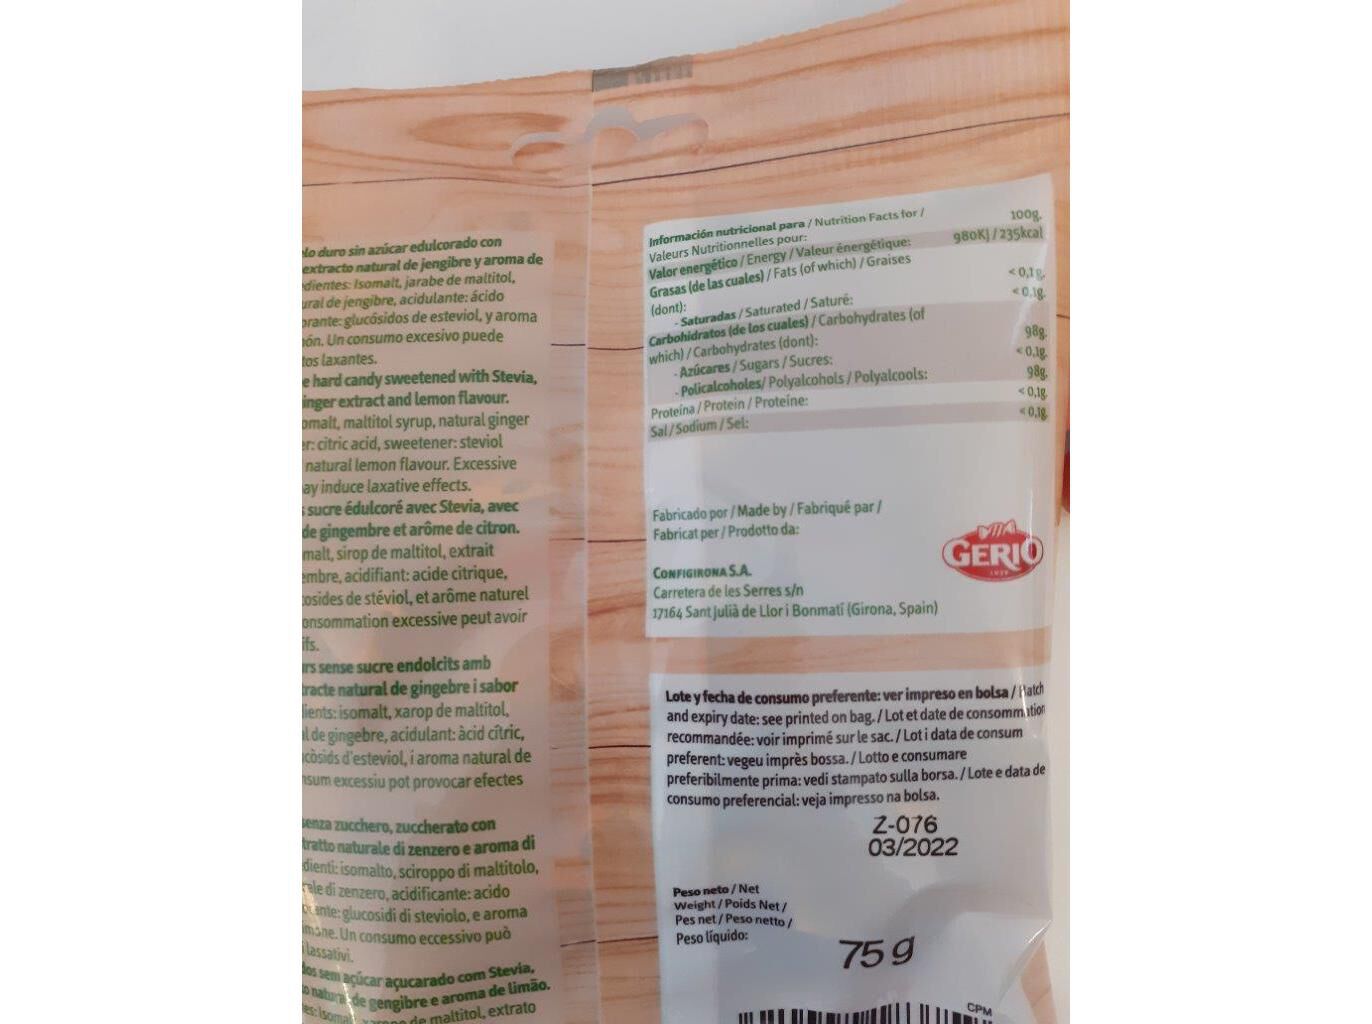 duro sin azúcar edulcorado con
extracto natural de jengibre y aroma de
Isomalt, jarabe de maltitol,
de jengibre, acidulante: ácido
glucósidos de esteviol, y aroma
Un consumo excesivo puede
laxantes.
hard candy sweetened with Stevia,
extract and lemon flavour.
maltitol syrup, natural ginger
citric acid, sweetener: steviol
natural lemon flavour. Excessive
induce laxative effects.
sucre édulcoré avec Stevia, avec
de gingembre et arôme de citron.
sirop de maltitol, extrait
acidifiant: acide citrique,
de stéviol, et arôme naturel
excessive peut avoir
sense sucre endolcits amb
natural de gingebre i sabor
isomalt, xarop de maltitol,
de gingebre, acidulant: àcid cítric,
d'esteviol, i aroma natural de
excessiu pot provocar efectes
senza zucchero, zuccherato con
naturale di zenzero e aroma di
isomalto, sciroppo di maltitolo,
di zenzero, acidificante: acido
glucosidi di steviolo, e aroma
Un consumo eccessivo può
lassativi.
sem açúcar açucarado com Stevia,
de gengibre e aroma de limão.
de maltitol, extrato
Información nutricional para / Nutrition Facts for /
Valeurs Nutritionnelles pour: 100g.
Valor energético / Energy / Valeur énergétique: 980KJ / 235kcal
Grasas (de las cuales) / Fats (of which) / Graises
(dont): <0,1g.
- Saturadas / Saturated / Saturé: <0,1g.
Carbohidratos (de los cuales) / Carbohydrates (of
which) / Carbohydrates (dont): 98g.
- Azúcares / Sugars / Sucres: <0,1g.
- Policalcoholes/ Polyalcohols / Polyalcools: 98g.
Proteína / Protein / Proteíne: <0,1g.
Sal / Sodium / Sel: <0,1g.
Fabricado por / Made by / Fabriqué par /
Fabricat per / Prodotto da:
GERIO
CONFIGIRONA S.A.
Carretera de les Serres s/n
17164 Sant Julià de Llor i Bonmatí (Girona, Spain)
Lote y fecha de consumo preferente: ver impreso en bolsa / Batch
and expiry date: see printed on bag. / Lot et date de consommation
recommandée: voir imprimé sur le sac. / Lot i data de consum
preferent: vegeu imprès bossa. / Lotto e consumare
preferibilmente prima: vedi stampato sulla borsa. / Lote e data de
consumo preferencial: veja impresso na bolsa.
Z-076
03/2022
Peso neto / Net
Weight / Poids Net /
Pes net / Peso netto /
Peso líquido:
75 g
CPM